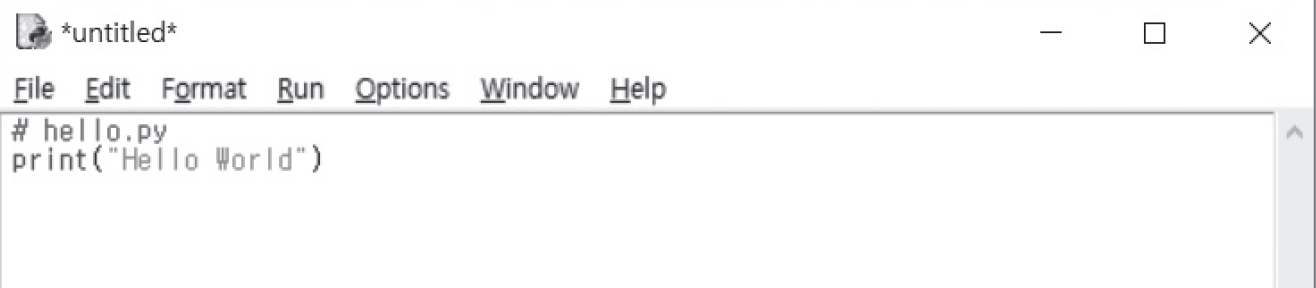 *untitled*
File Edit Format Run Options Window Help
# hello.py
print("Hello World")